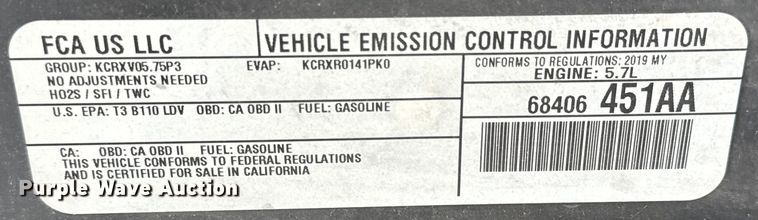 FCA US LLC
VEHICLE EMISSION CONTROL INFORMATION
GROUP: KCRXV05.75P3 EVAP: KCRXR0141PK0
NO ADJUSTMENTS NEEDED
HO2S / SFI / TWC
CONFORMS TO REGULATIONS: 2019 MY
ENGINE: 5.7L
U.S. EPA: T3 B110 LDV OBD: CA OBD II FUEL: GASOLINE
68406 451AA
CA: OBD: CA OBD II FUEL: GASOLINE
THIS VEHICLE CONFORMS TO FEDERAL REGULATIONS
AND IS CERTIFIED FOR SALE IN CALIFORNIA
Purple Wave Auction